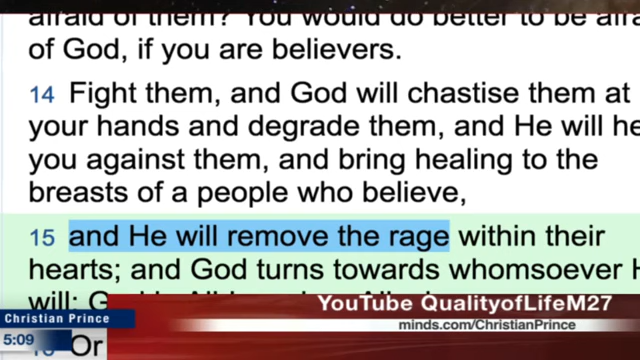 afraid of them? You would do better to be
of God, if you are believers.
14 Fight them, and God will chastise them at
your hands and degrade them, and He will
you against them, and bring healing to the
breasts of a people who believe,
15 and He will remove the rage within their
hearts; and God turns towards whomsoever
will;
YouTube QualityofLifeM27
minds.com/ChristianPrince
Christian Prince
5:09
Or